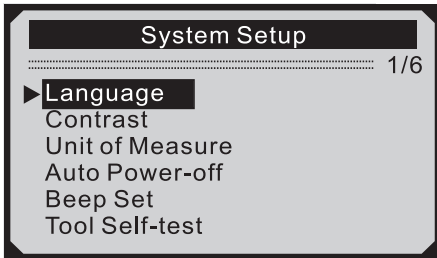 System Setup
1/6
Language
Contrast
Unit of Measure
Auto Power-off
Beep Set
Tool Self-test